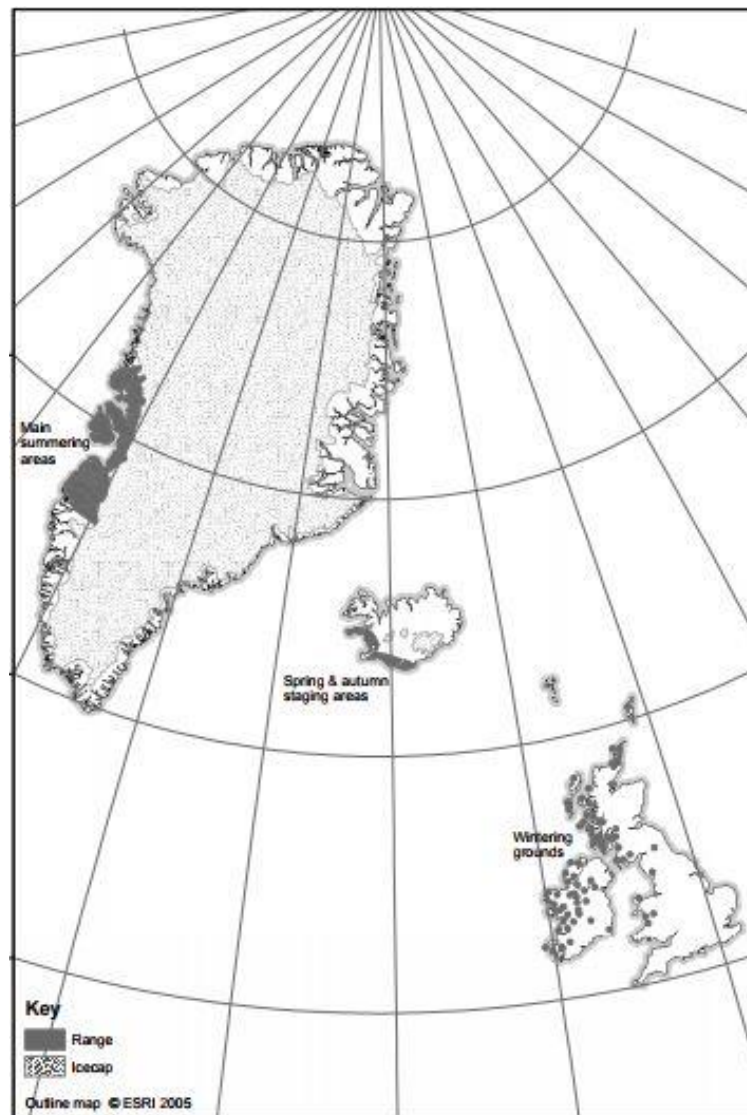 Main
summering
areas
Spring & autumn
staging areas
Wintering
grounds
Key
Range
Icecap
Outline map © ESRI 2005